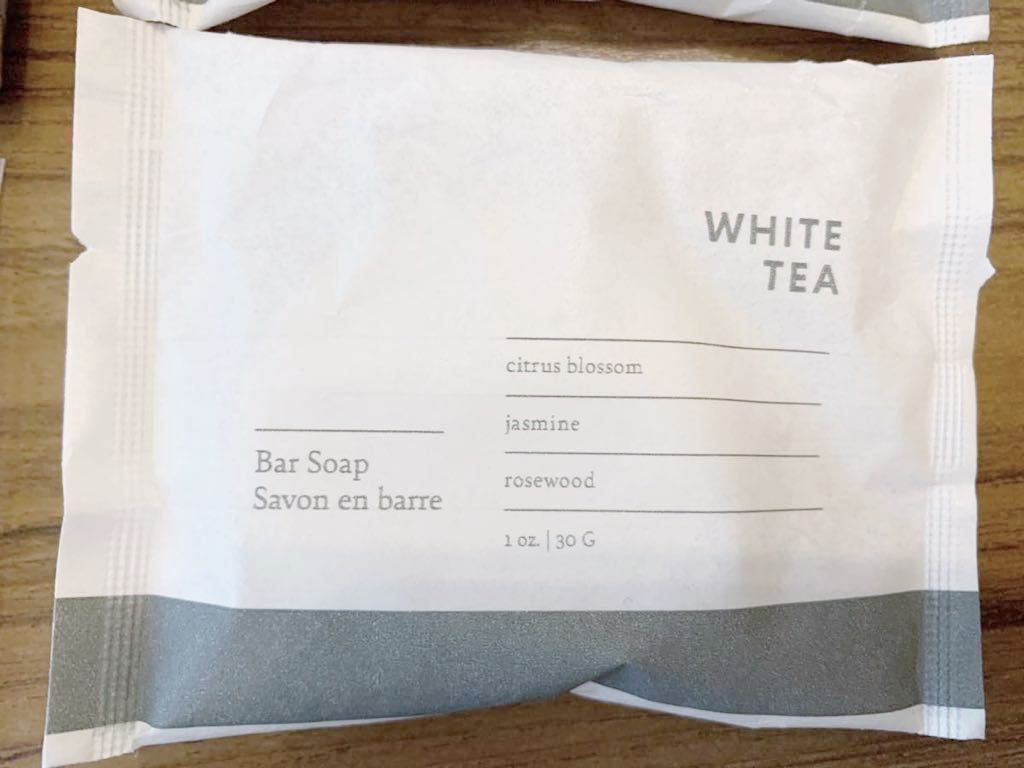 WHITE
TEA
citrus blossom
jasmine
rosewood
1 oz. | 30 G
Bar Soap
Savon en barre